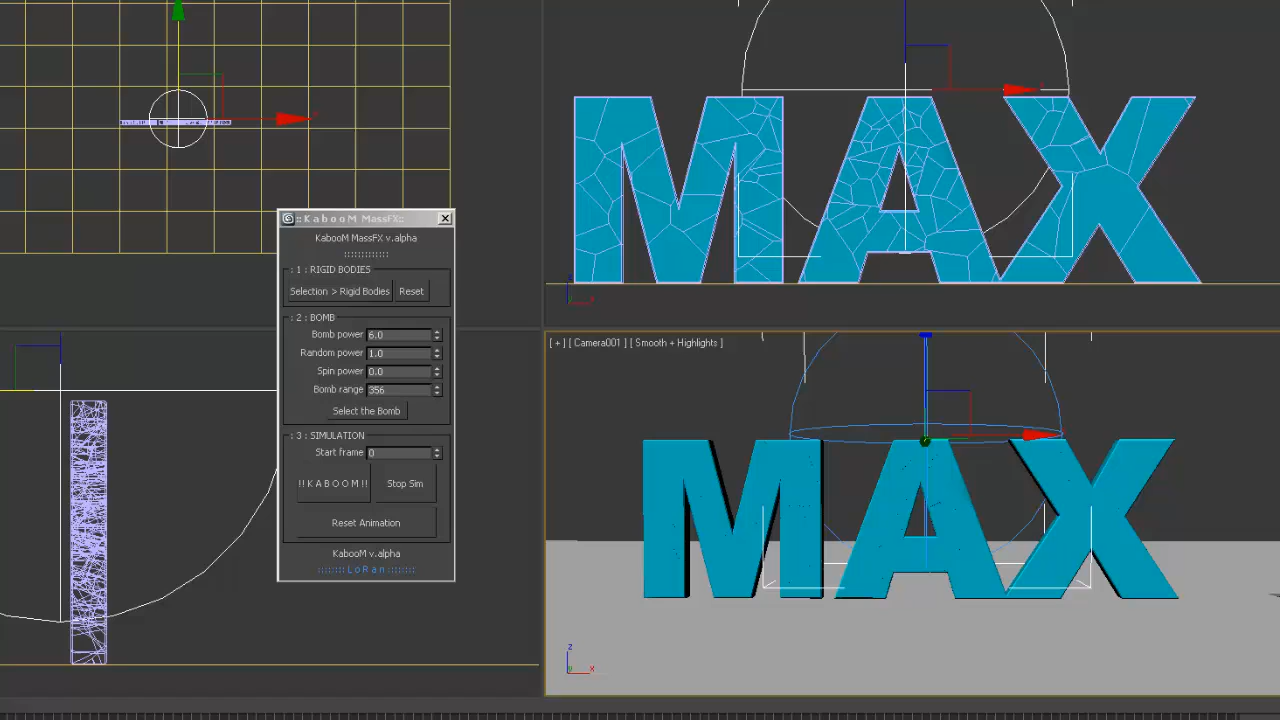 MAX
:: K a b o o M MassFX ::
KabooM MassFX v.alpha
:::::::::::::
: 1 : RIGID BODIES
Selection > Rigid Bodies Reset
: 2 : BOMB
Bomb power 6.0
Random power 1.0
Spin power 0.0
Bomb range 356
Select the Bomb
: 3 : SIMULATION
Start frame 0
!! K A B O O M !! Stop Sim
Reset Animation
KabooM v.alpha
:::::::: L o R a n ::::::::
[ + ] [ Camera001 ] [ Smooth + Highlights ]
MAX
z
x